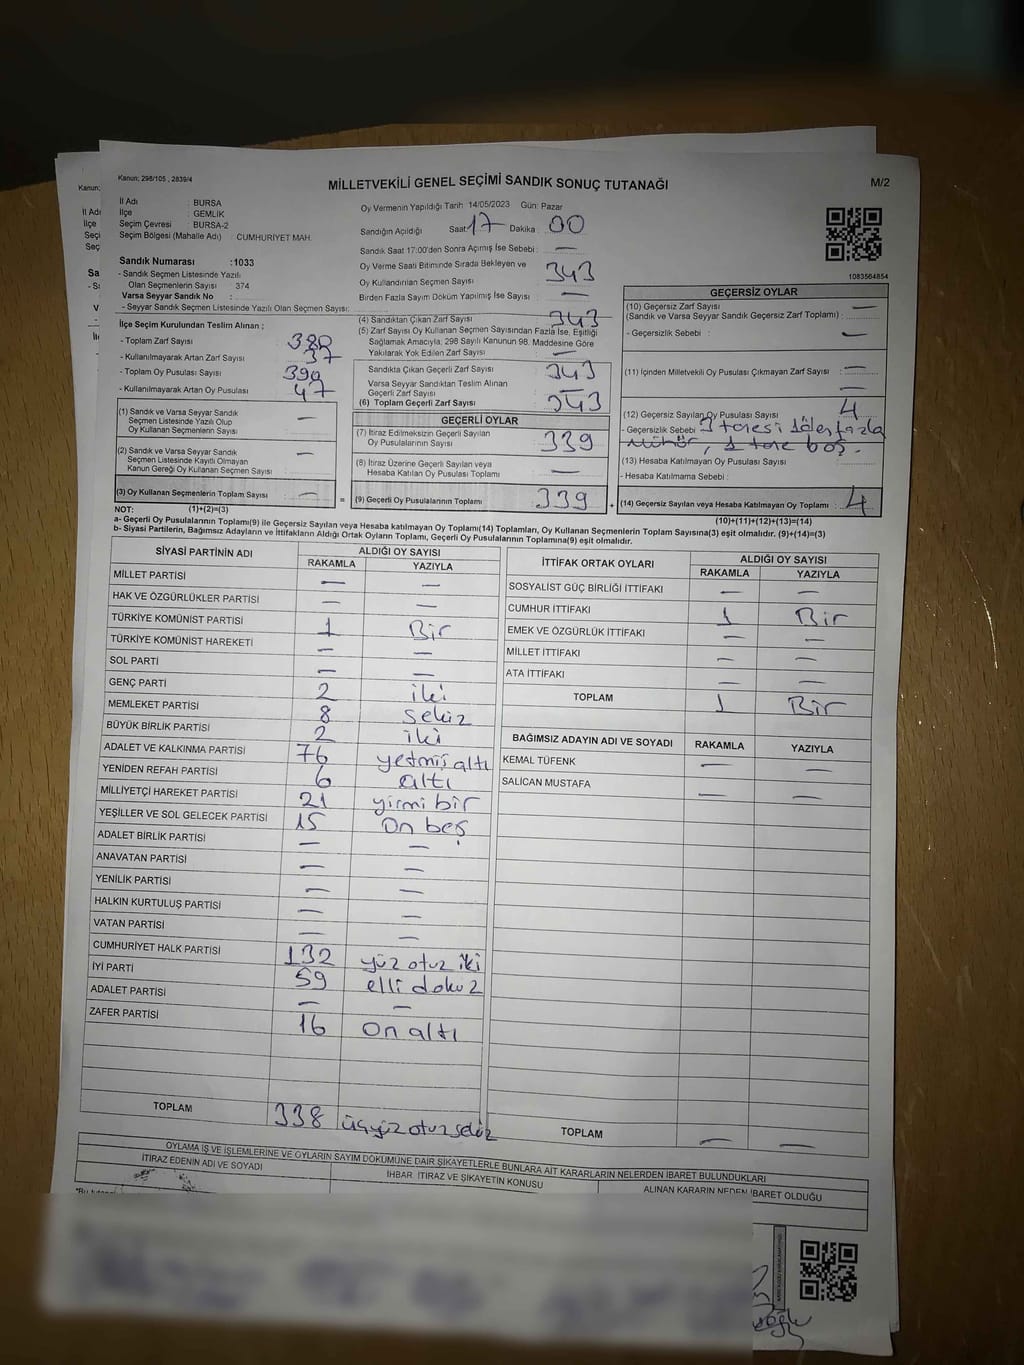 Kanun; 298/105 , 2839/4
MİLLETVEKİLİ GENEL SEÇİMİ SANDIK SONUÇ TUTANAĞI
M/2
İl Adı : BURSA
İlçe : GEMLİK
Seçim Çevresi : BURSA-2
Seçim Bölgesi (Mahalle Adı) : CUMHURİYET MAH.
Sandık Numarası :1033
- Sandık Seçmen Listesinde Yazılı
Olan Seçmenlerin Sayısı 374
Varsa Seyyar Sandık No :
- Seyyar Sandık Seçmen Listesinde Yazılı Olan Seçmen Sayısı:
Oy Vermenin Yapıldığı Tarih: 14/05/2023 Gün: Pazar
Sandığın Açıldığı Saat: 17 Dakika : 00
Sandık Saat 17:00'den Sonra Açımış İse Sebebi : —
Oy Verme Saati Bitiminde Sırada Bekleyen ve
Oy Kullandırılan Seçmen Sayısı 343
Birden Fazla Sayım Döküm Yapılmış İse Sayısı : —
1083564854
İlçe Seçim Kurulundan Teslim Alınan ;
- Toplam Zarf Sayısı
- Kullanılmayarak Artan Zarf Sayısı 37
- Toplam Oy Pusulası Sayısı 390
- Kullanılmayarak Artan Oy Pusulası 47
(1) Sandık ve Varsa Seyyar Sandık
Seçmen Listesinde Yazılı Olup
Oy Kullanan Seçmenlerin Sayısı —
(2) Sandık ve Varsa Seyyar Sandık
Seçmen Listesinde Kayıtlı Olmayan
Kanun Gereği Oy Kullanan Seçmen Sayısı : —
(3) Oy Kullanan Seçmenlerin Toplam Sayısı —
(4) Sandıktan Çıkan Zarf Sayısı 343
(5) Zarf Sayısı Oy Kullanan Seçmen Sayısından Fazla İse, Eşitliği
Sağlamak Amacıyla, 298 Sayılı Kanunun 98. Maddesine Göre
Yakılarak Yok Edilen Zarf Sayısı —
Sandıkta Çıkan Geçerli Zarf Sayısı 343
Varsa Seyyar Sandıktan Teslim Alınan
Geçerli Zarf Sayısı —
(6) Toplam Geçerli Zarf Sayısı 343
GEÇERLİ OYLAR
(7) İtiraz Edilmeksizin Geçerli Sayılan
Oy Pusulalarının Sayısı 339
(8) İtiraz Üzerine Geçerli Sayılan veya
Hesaba Katılan Oy Pusulası Toplamı —
= (9) Geçerli Oy Pusulalarının Toplamı 339 +
GEÇERSİZ OYLAR
(10) Geçersiz Zarf Sayısı
(Sandık ve Varsa Seyyar Sandık Geçersiz Zarf Toplamı) : —
- Geçersizlik Sebebi : —
(11) İçinden Milletvekili Oy Pusulası Çıkmayan Zarf Sayısı : —
—
(12) Geçersiz Sayılan Oy Pusulası Sayısı 4
- Geçersizlik Sebebi 3 tanesi 1den fazla
mühür, 1 tane boş.
(13) Hesaba Katılmayan Oy Pusulası Sayısı
- Hesaba Katılmama Sebebi :
(14) Geçersiz Sayılan veya Hesaba Katılmayan Oy Toplamı : 4
NOT: (1)+(2)=(3) (10)+(11)+(12)+(13)=(14)
a- Geçerli Oy Pusulalarının Toplamı(9) ile Geçersiz Sayılan veya Hesaba katılmayan Oy Toplamı(14) Toplamları, Oy Kullanan Seçmenlerin Toplam Sayısına(3) eşit olmalıdır. (9)+(14)=(3)
b- Siyasi Partilerin, Bağımsız Adayların ve İttifakların Aldığı Ortak Oyların Toplamı, Geçerli Oy Pusulalarının Toplamına(9) eşit olmalıdır.
SİYASİ PARTİNİN ADI ALDIĞI OY SAYISI
RAKAMLA YAZIYLA
MİLLET PARTİSİ — —
HAK VE ÖZGÜRLÜKLER PARTİSİ — —
TÜRKİYE KOMÜNİST PARTİSİ 1 Bir
TÜRKİYE KOMÜNİST HAREKETİ — —
SOL PARTİ — —
GENÇ PARTİ 2 iki
MEMLEKET PARTİSİ 8 sekiz
BÜYÜK BİRLİK PARTİSİ 2 iki
ADALET VE KALKINMA PARTİSİ 76 yetmiş altı
YENİDEN REFAH PARTİSİ 6 altı
MİLLİYETÇİ HAREKET PARTİSİ 21 yirmi bir
YEŞİLLER VE SOL GELECEK PARTİSİ 15 On beş
ADALET BİRLİK PARTİSİ — —
ANAVATAN PARTİSİ — —
YENİLİK PARTİSİ — —
HALKIN KURTULUŞ PARTİSİ — —
VATAN PARTİSİ — —
CUMHURİYET HALK PARTİSİ 132 yüz otuz iki
İYİ PARTİ 59 elli dokuz
ADALET PARTİSİ — —
ZAFER PARTİSİ 16 On altı
TOPLAM 338 üçyüz otuz sekiz
İTTİFAK ORTAK OYLARI ALDIĞI OY SAYISI
RAKAMLA YAZIYLA
SOSYALİST GÜÇ BİRLİĞİ İTTİFAKI — —
CUMHUR İTTİFAKI 1 Bir
EMEK VE ÖZGÜRLÜK İTTİFAKI — —
MİLLET İTTİFAKI — —
ATA İTTİFAKI — —
TOPLAM 1 Bir
BAĞIMSIZ ADAYIN ADI VE SOYADI RAKAMLA YAZIYLA
KEMAL TÜFENK — —
SALİCAN MUSTAFA — —
TOPLAM — —
OYLAMA İŞ VE İŞLEMLERİNE VE OYLARIN SAYIM DÖKÜMÜNE DAİR ŞİKAYETLERLE BUNLARA AİT KARARLARIN NELERDEN İBARET BULUNDUKLARI
İTİRAZ EDENİN ADI VE SOYADI İHBAR İTİRAZ VE ŞİKAYETİN KONUSU ALINAN KARARIN NEDEN İBARET OLDUĞU